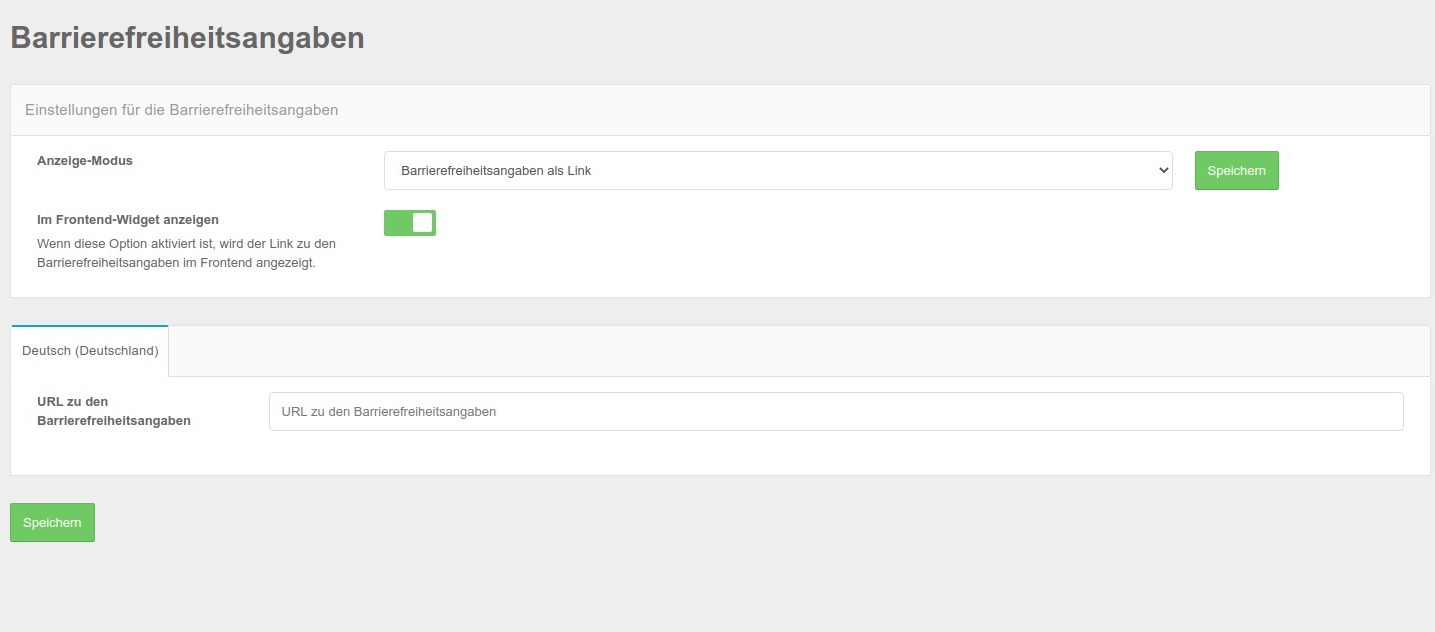 Barrierefreiheitsangaben
Einstellungen für die Barrierefreiheitsangaben
Anzeige-Modus
Barrierefreiheitsangaben als Link
Speichern
Im Frontend-Widget anzeigen
Wenn diese Option aktiviert ist, wird der Link zu den
Barrierefreiheitsangaben im Frontend angezeigt.
Deutsch (Deutschland)
URL zu den
Barrierefreiheitsangaben
URL zu den Barrierefreiheitsangaben
Speichern